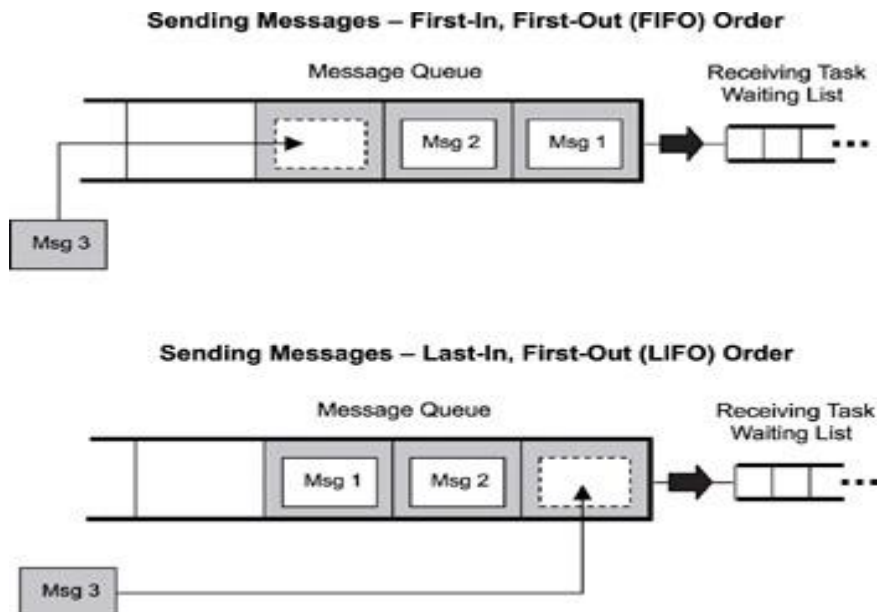 Sending Messages – First-In, First-Out (FIFO) Order
Message Queue
Receiving Task
Waiting List
Msg 2
Msg 1
Msg 3
Sending Messages – Last-In, First-Out (LIFO) Order
Message Queue
Receiving Task
Waiting List
Msg 1
Msg 2
Msg 3